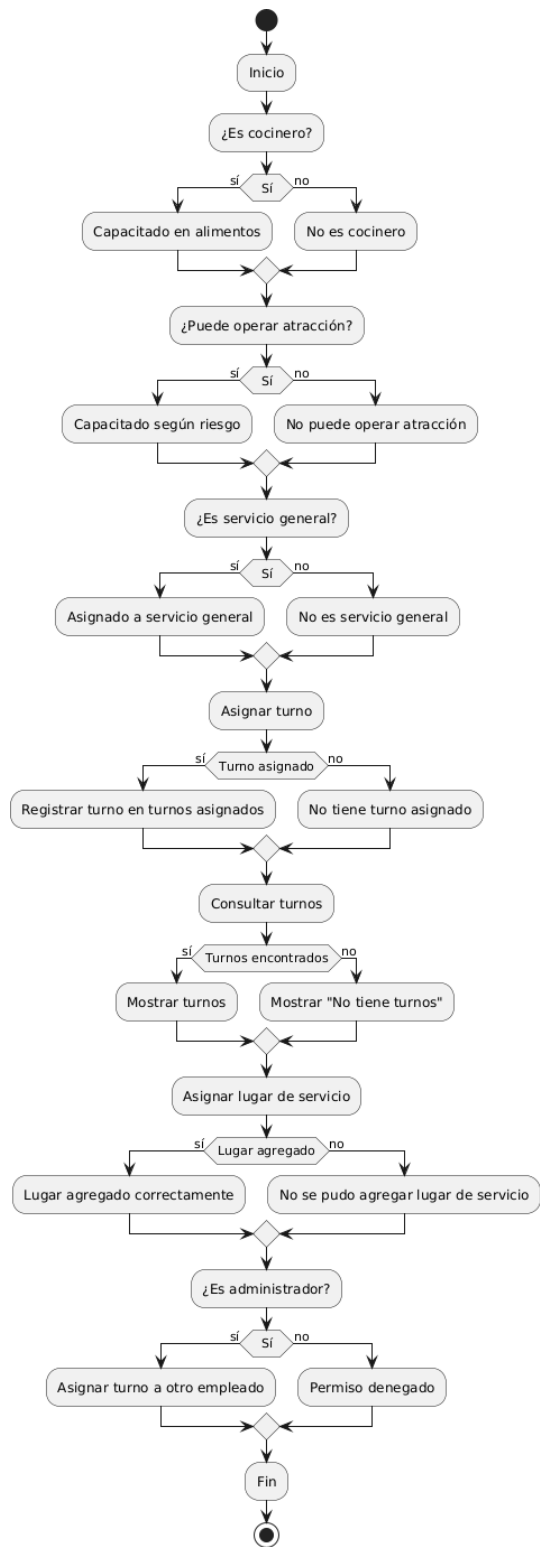 Inicio
¿Es cocinero?
sí
Sí
no
Capacitado en alimentos
No es cocinero
¿Puede operar atracción?
sí
Sí
no
Capacitado según riesgo
No puede operar atracción
¿Es servicio general?
sí
Sí
no
Asignado a servicio general
No es servicio general
Asignar turno
sí
Turno asignado
no
Registrar turno en turnos asignados
No tiene turno asignado
Consultar turnos
sí
Turnos encontrados
no
Mostrar turnos
Mostrar "No tiene turnos"
Asignar lugar de servicio
sí
Lugar agregado
no
Lugar agregado correctamente
No se pudo agregar lugar de servicio
¿Es administrador?
sí
Sí
no
Asignar turno a otro empleado
Permiso denegado
Fin